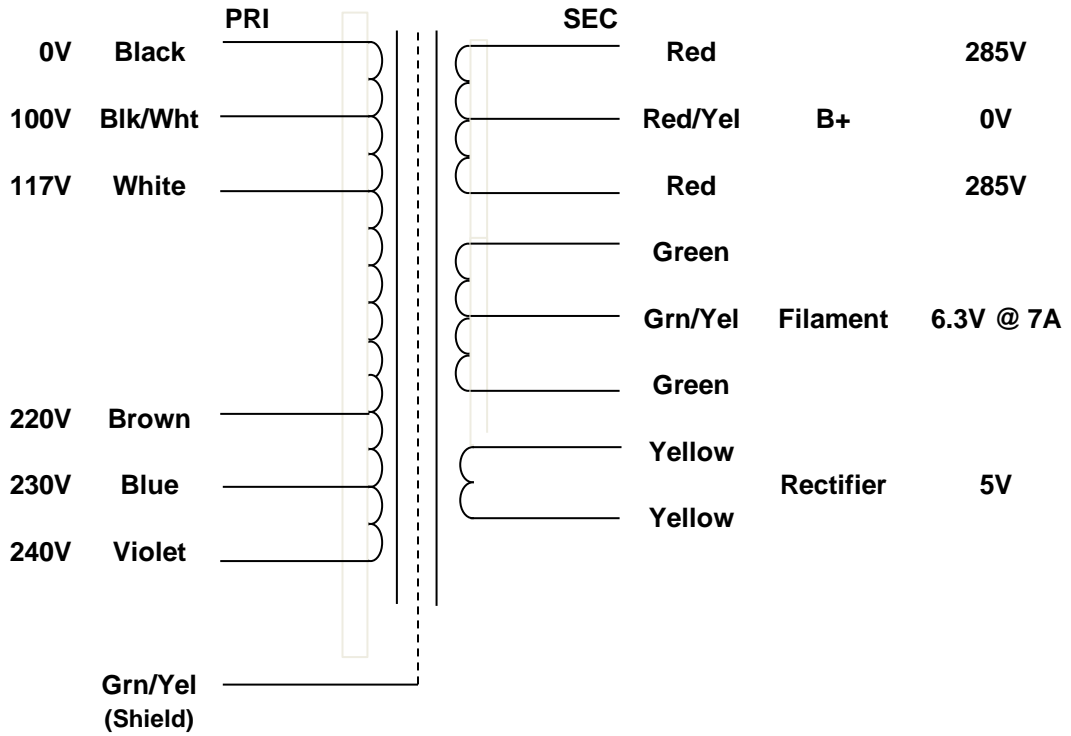 PRI SEC
0V Black Red 285V
100V Blk/Wht Red/Yel B+ 0V
117V White Red 285V
Green
Grn/Yel Filament 6.3V @ 7A
Green
220V Brown
Yellow
230V Blue Rectifier 5V
Yellow
240V Violet
Grn/Yel
(Shield)